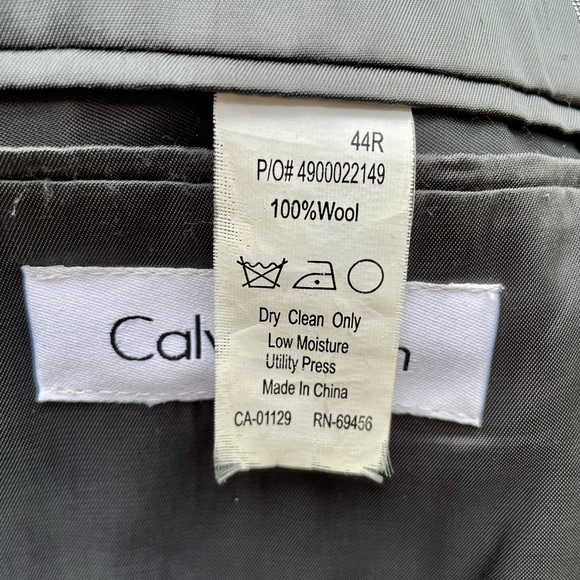 44R
P/O# 4900022149
100%Wool
Dry Clean Only
Low Moisture
Utility Press
Made In China
CA-01129 RN-69456